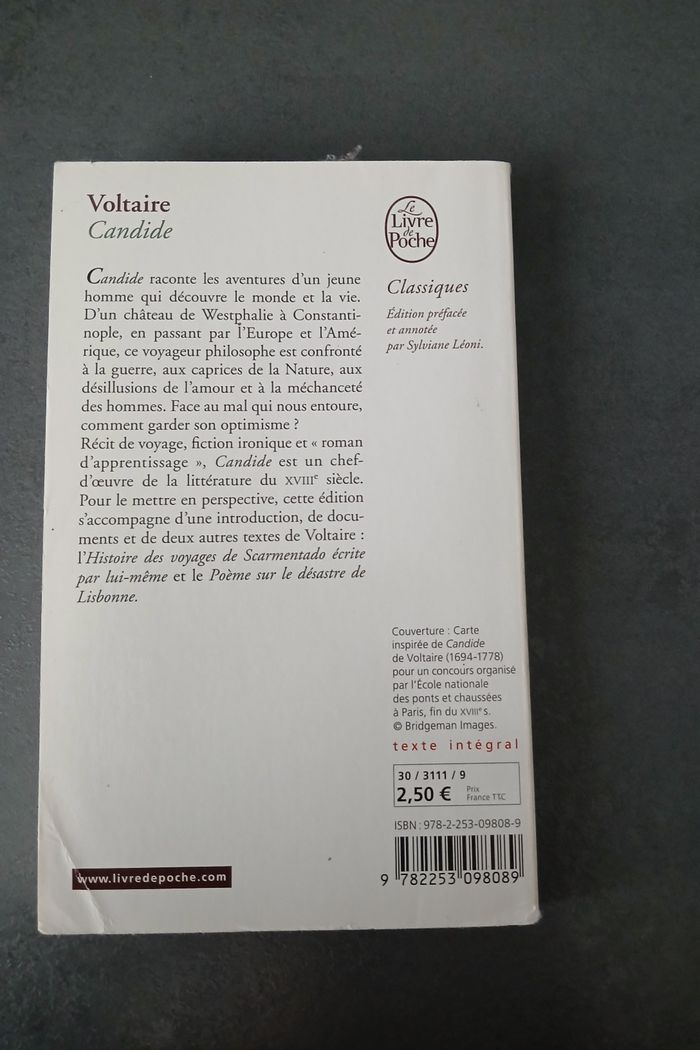 Voltaire
Candide
Candide raconte les aventures d'un jeune
homme qui découvre le monde et la vie.
D'un château de Westphalie à Constanti-
nople, en passant par l'Europe et l'Amé-
rique, ce voyageur philosophe est confronté
à la guerre, aux caprices de la Nature, aux
désillusions de l'amour et à la méchanceté
des hommes. Face au mal qui nous entoure,
comment garder son optimisme ?
Récit de voyage, fiction ironique et « roman
d'apprentissage », Candide est un chef-
d'œuvre de la littérature du XVIIIe siècle.
Pour le mettre en perspective, cette édition
s'accompagne d'une introduction, de docu-
ments et de deux autres textes de Voltaire :
l'Histoire des voyages de Scarmentado écrite
par lui-même et le Poème sur le désastre de
Lisbonne.
www.livredepoche.com
Le
Livre
de
Poche
Classiques
Édition préfacée
et annotée
par Sylviane Léoni.
Couverture : Carte
inspirée de Candide
de Voltaire (1694-1778)
pour un concours organisé
par l'École nationale
des ponts et chaussées
à Paris, fin du XVIIIe s.
© Bridgeman Images.
texte intégral
30 / 3111 / 9
2,50 € Prix
France TTC
ISBN : 978-2-253-09808-9
9 782253 098089